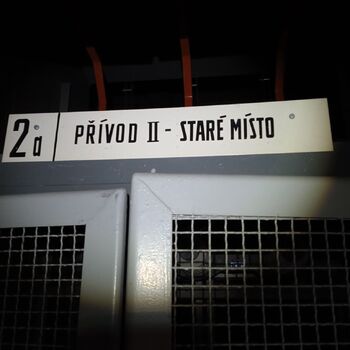 2a PŘÍVOD II - STARÉ MÍSTO